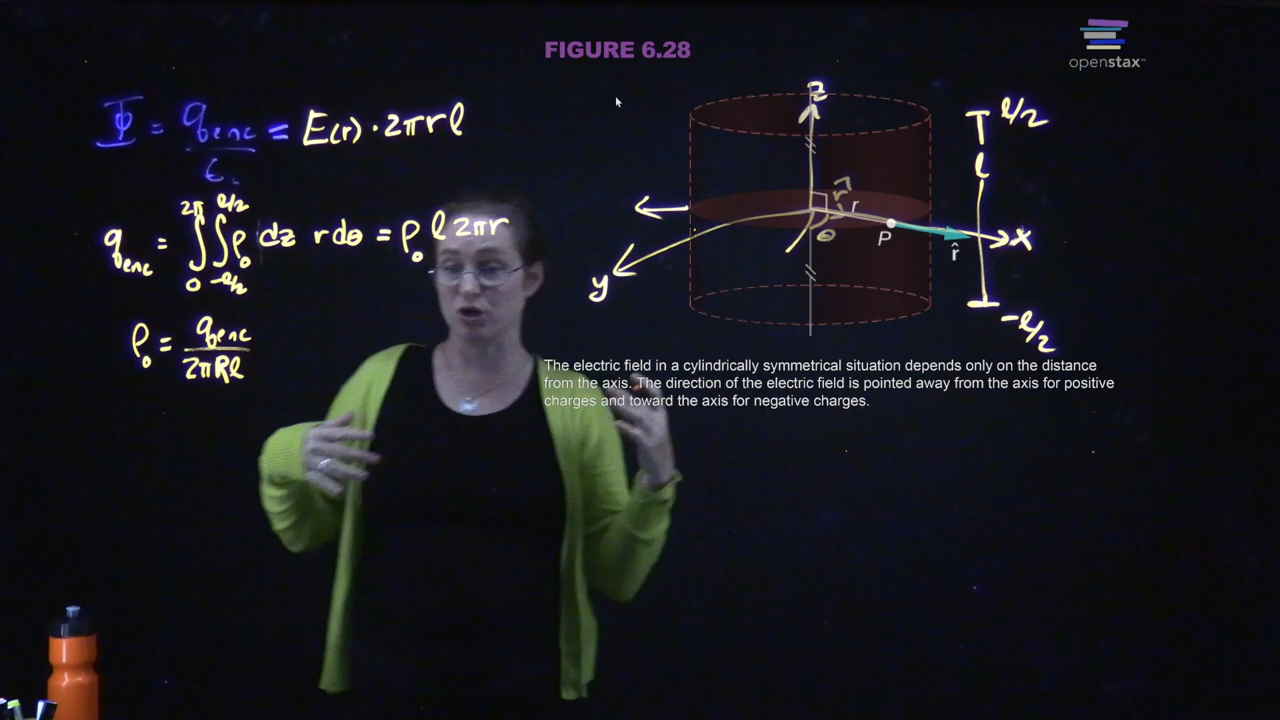 FIGURE 6.28
openstax™
Φ = q_enc / ε₀ = E(r) · 2πrl
q_enc = ∫₀^2π ∫_-l/2^l/2 ρ₀ dz r dθ = ρ₀ l 2πr
ρ₀ = q_enc / 2πRl
z
l/2
l
r̂
r
θ
P
r̂
x
y
-l/2
The electric field in a cylindrically symmetrical situation depends only on the distance
from the axis. The direction of the electric field is pointed away from the axis for positive
charges and toward the axis for negative charges.